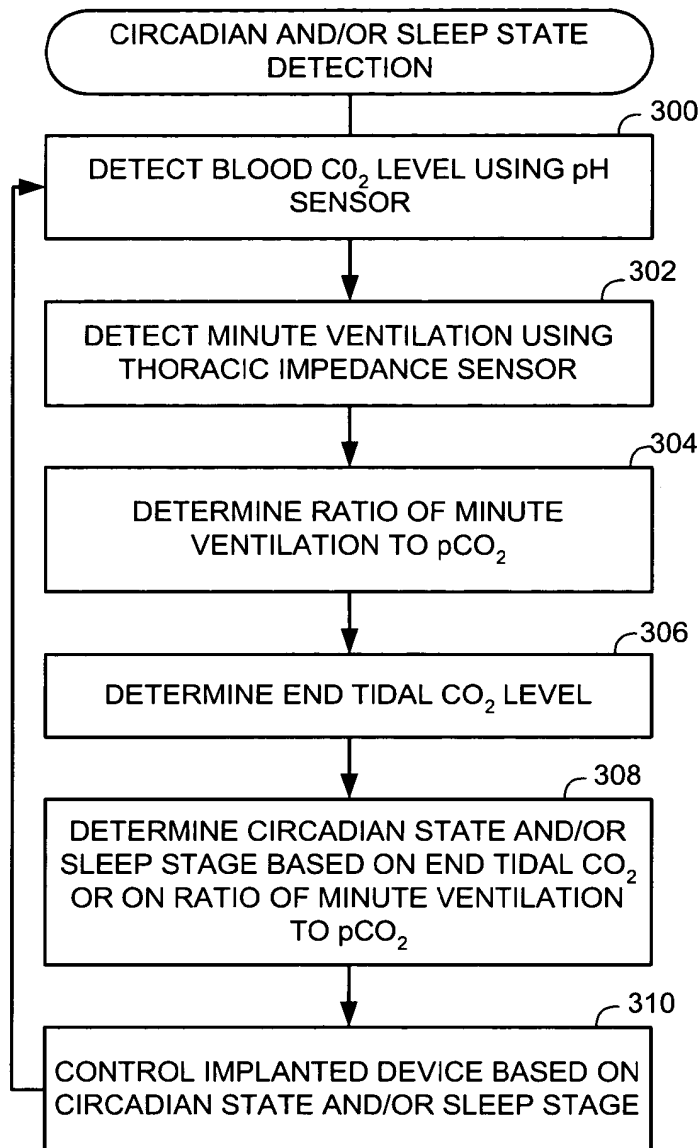 CIRCADIAN AND/OR SLEEP STATE
DETECTION
300
DETECT BLOOD C0₂ LEVEL USING pH
SENSOR
302
DETECT MINUTE VENTILATION USING
THORACIC IMPEDANCE SENSOR
304
DETERMINE RATIO OF MINUTE
VENTILATION TO pCO₂
306
DETERMINE END TIDAL CO₂ LEVEL
308
DETERMINE CIRCADIAN STATE AND/OR
SLEEP STAGE BASED ON END TIDAL CO₂
OR ON RATIO OF MINUTE VENTILATION
TO pCO₂
310
CONTROL IMPLANTED DEVICE BASED ON
CIRCADIAN STATE AND/OR SLEEP STAGE